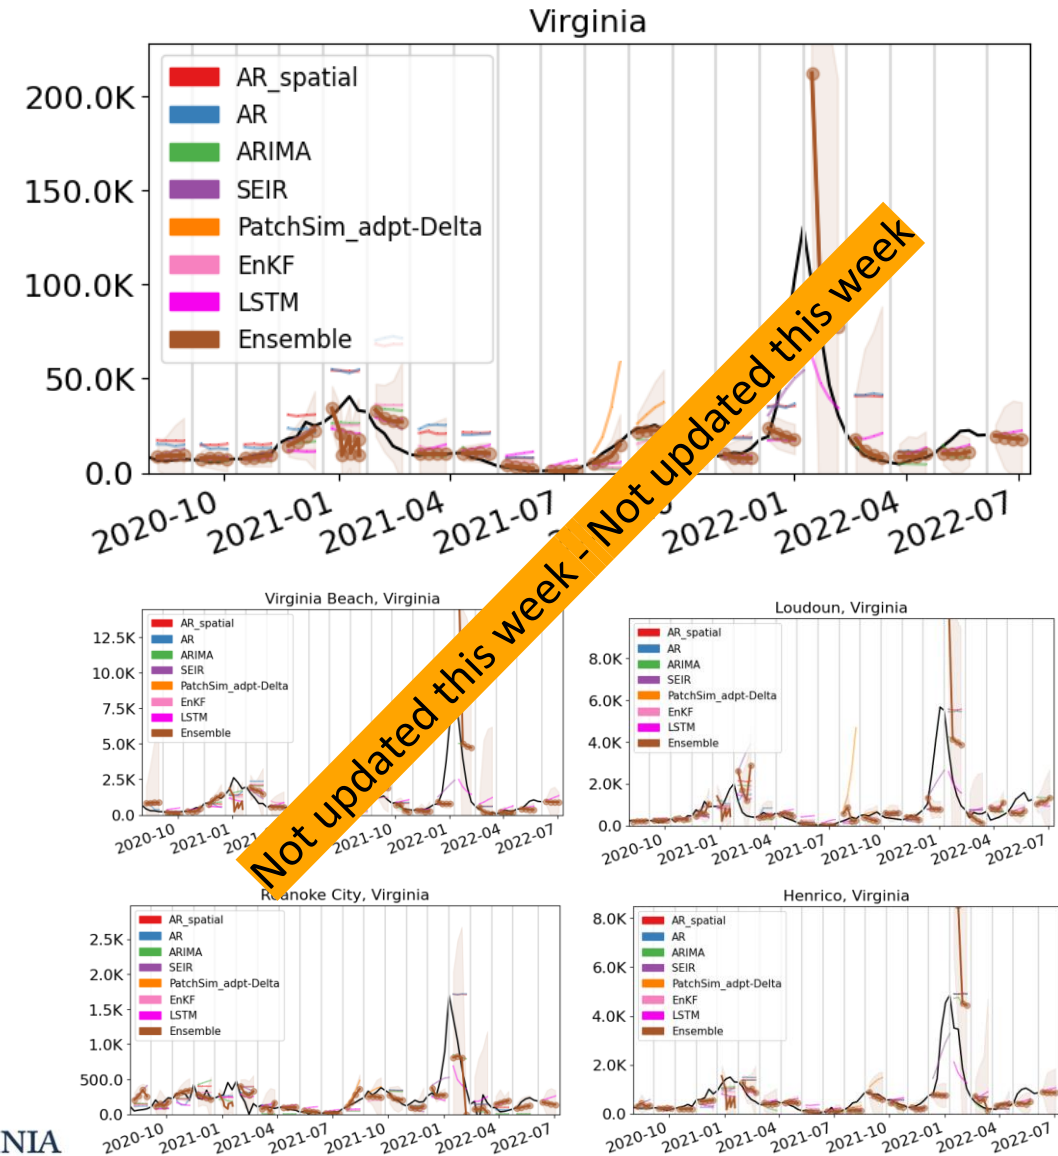 Virginia
200.0K
150.0K
100.0K
50.0K
0.0
AR_spatial
AR
ARIMA
SEIR
PatchSim_adpt-Delta
EnKF
LSTM
Ensemble
2020-10
2021-01
2021-04
2021-07
2022-01
2022-04
2022-07
Not updated this week - Not updated this week
Virginia Beach, Virginia
12.5K
10.0K
7.5K
5.0K
2.5K
0.0
AR_spatial
AR
ARIMA
SEIR
PatchSim_adpt-Delta
EnKF
LSTM
Ensemble
2020-10
2021-01
2021-10
2022-01
2022-04
2022-07
Loudoun, Virginia
8.0K
6.0K
4.0K
2.0K
0.0
AR_spatial
AR
ARIMA
SEIR
PatchSim_adpt-Delta
EnKF
LSTM
Ensemble
2020-10
2021-01
2021-04
2021-07
2021-10
2022-01
2022-04
2022-07
Roanoke City, Virginia
2.5K
2.0K
1.5K
1.0K
500.0
0.0
AR_spatial
AR
ARIMA
SEIR
PatchSim_adpt-Delta
EnKF
LSTM
Ensemble
2020-10
2021-01
2021-04
2021-07
2021-10
2022-01
2022-04
2022-07
Henrico, Virginia
8.0K
6.0K
4.0K
2.0K
0.0
AR_spatial
AR
ARIMA
SEIR
PatchSim_adpt-Delta
EnKF
LSTM
Ensemble
2020-10
2021-01
2021-04
2021-07
2021-10
2022-01
2022-04
2022-07
NIA